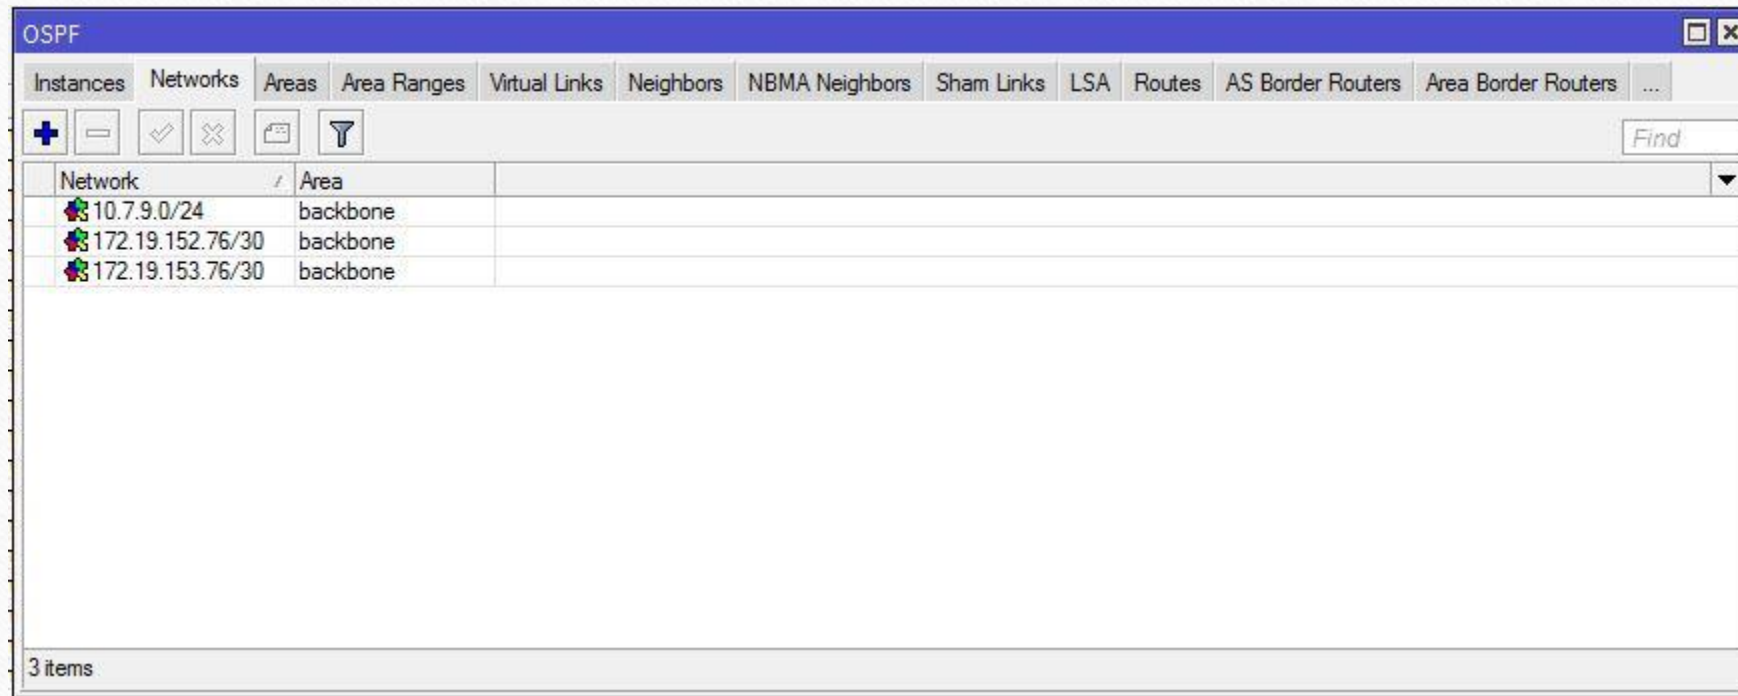 OSPF
Instances Networks Areas Area Ranges Virtual Links Neighbors NBMA Neighbors Sham Links LSA Routes AS Border Routers Area Border Routers ...
Find
Network Area
10.7.9.0/24 backbone
172.19.152.76/30 backbone
172.19.153.76/30 backbone
3 items